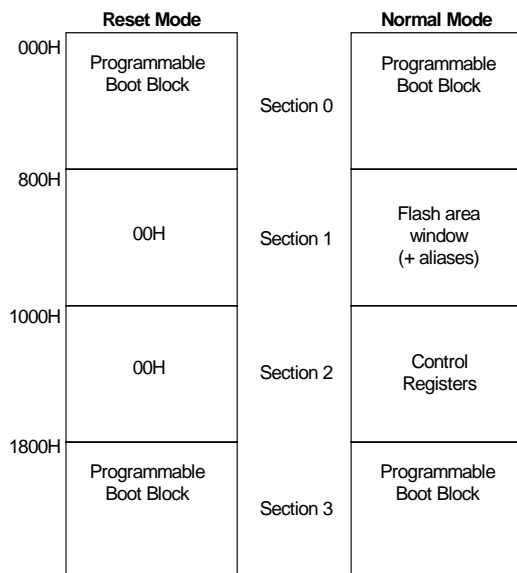 Reset Mode Normal Mode
000H
Programmable
Boot Block
Section 0
Programmable
Boot Block
800H
00H
Section 1
Flash area
window
(+ aliases)
1000H
00H
Section 2
Control
Registers
1800H
Programmable
Boot Block
Section 3
Programmable
Boot Block